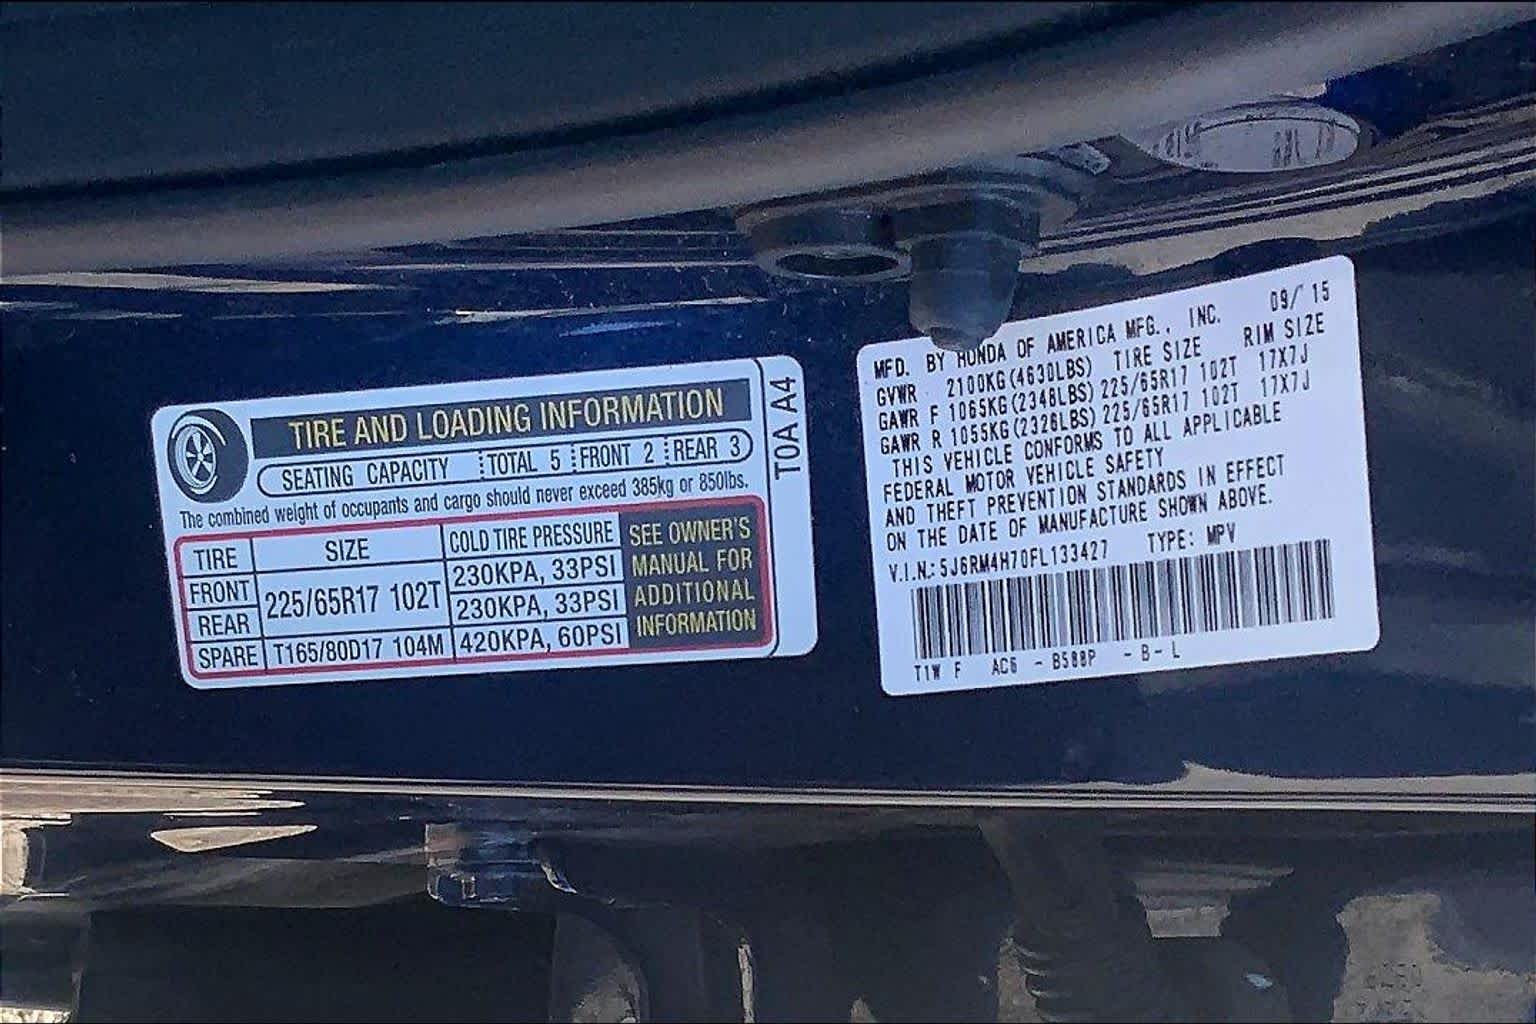 TIRE AND LOADING INFORMATION
SEATING CAPACITY TOTAL 5 FRONT 2 REAR 3
The combined weight of occupants and cargo should never exceed 385kg or 850lbs.
TIRE SIZE COLD TIRE PRESSURE
FRONT 225/65R17 102T 230KPA, 33PSI
REAR 230KPA, 33PSI
SPARE T165/80D17 104M 420KPA, 60PSI
SEE OWNER'S
MANUAL FOR
ADDITIONAL
INFORMATION
T0A A4
MFD. BY HONDA OF AMERICA MFG., INC. 09/'15
GVWR 2100KG(4630LBS) TIRE SIZE RIM SIZE
GAWR F 1065KG(2348LBS) 225/65R17 102T 17X7J
GAWR R 1055KG(2326LBS) 225/65R17 102T 17X7J
THIS VEHICLE CONFORMS TO ALL APPLICABLE
FEDERAL MOTOR VEHICLE SAFETY
AND THEFT PREVENTION STANDARDS IN EFFECT
ON THE DATE OF MANUFACTURE SHOWN ABOVE.
V.I.N.: 5J6RM4H70FL133427 TYPE: MPV
T1W F AC6 - B588P - B - L